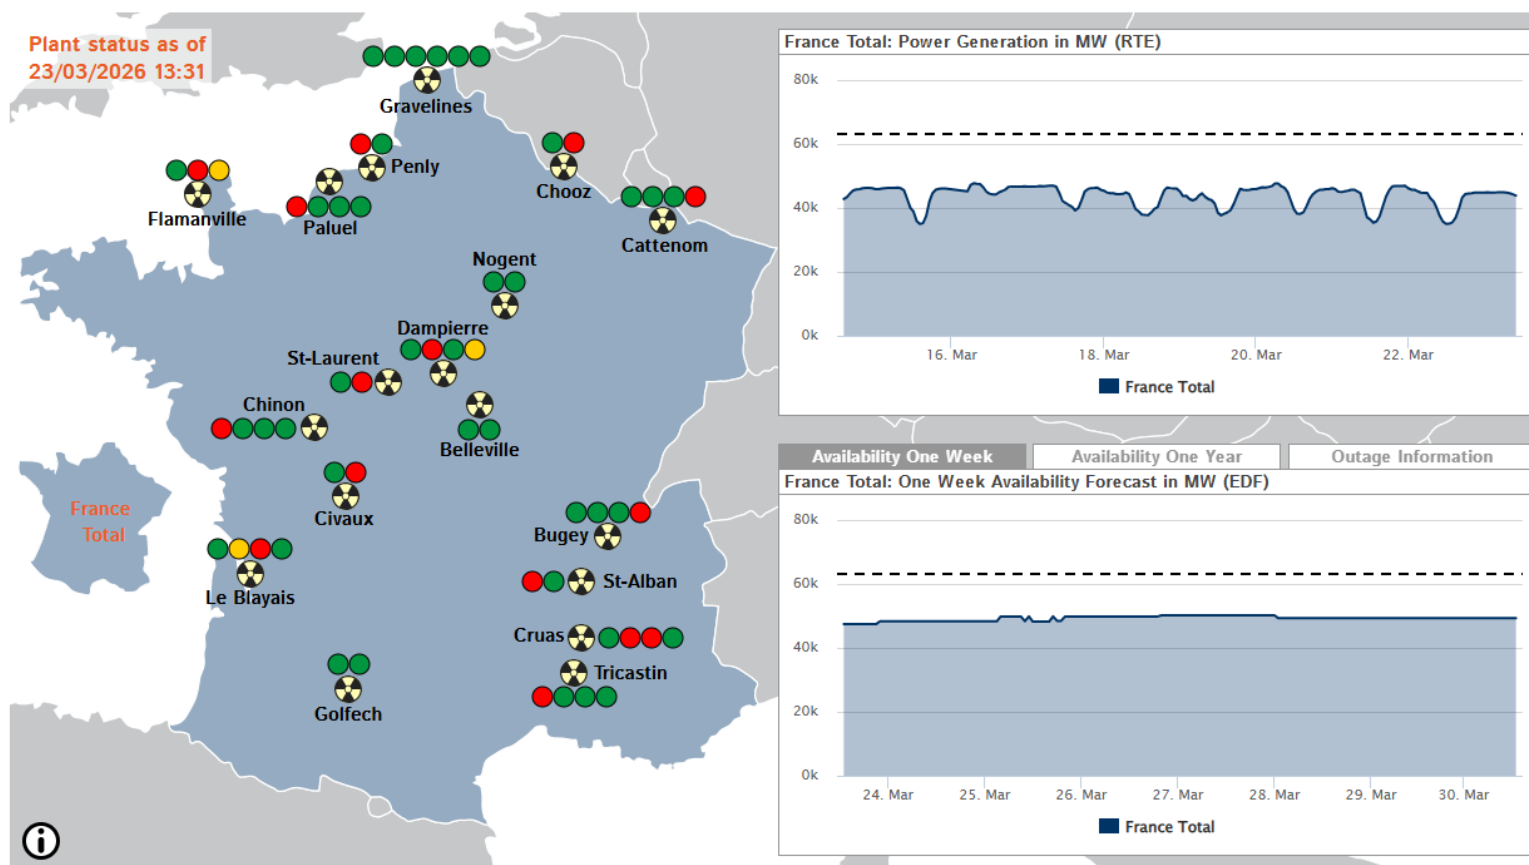 Plant status as of
23/03/2026 13:31
Gravelines
Penly
Flamanville
Paluel
Chooz
Cattenom
Nogent
Dampierre
St-Laurent
Chinon
Belleville
Civaux
France
Total
Bugey
Le Blayais
St-Alban
Cruas
Tricastin
Golfech
i
France Total: Power Generation in MW (RTE)
80k
60k
40k
20k
0k
16. Mar 18. Mar 20. Mar 22. Mar
France Total
Availability One Week Availability One Year Outage Information
France Total: One Week Availability Forecast in MW (EDF)
80k
60k
40k
20k
0k
24. Mar 25. Mar 26. Mar 27. Mar 28. Mar 29. Mar 30. Mar
France Total